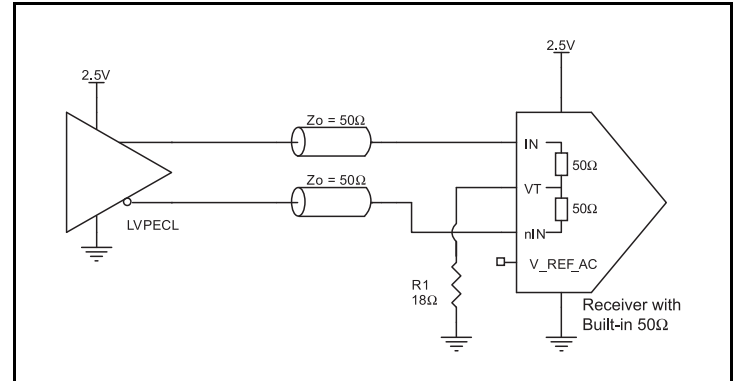 2.5V
2.5V
Zo = 50Ω
IN
50Ω
Zo = 50Ω
VT
50Ω
LVPECL
nIN
V_REF_AC
R1
18Ω
Receiver with
Built-in 50Ω